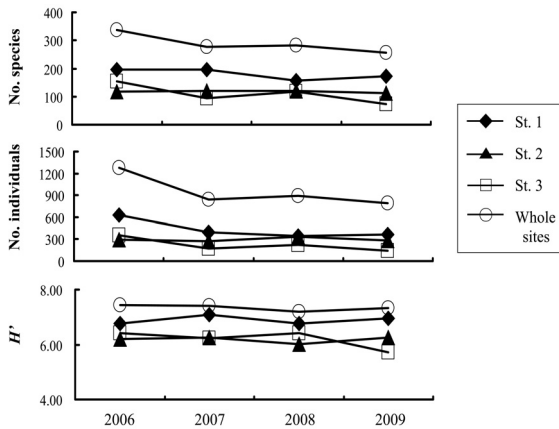 400
300
200
100
0
No. species
1500
1200
900
600
300
0
No. individuals
8.00
6.00
4.00
H’
2006 2007 2008 2009
St. 1
St. 2
St. 3
Whole
sites